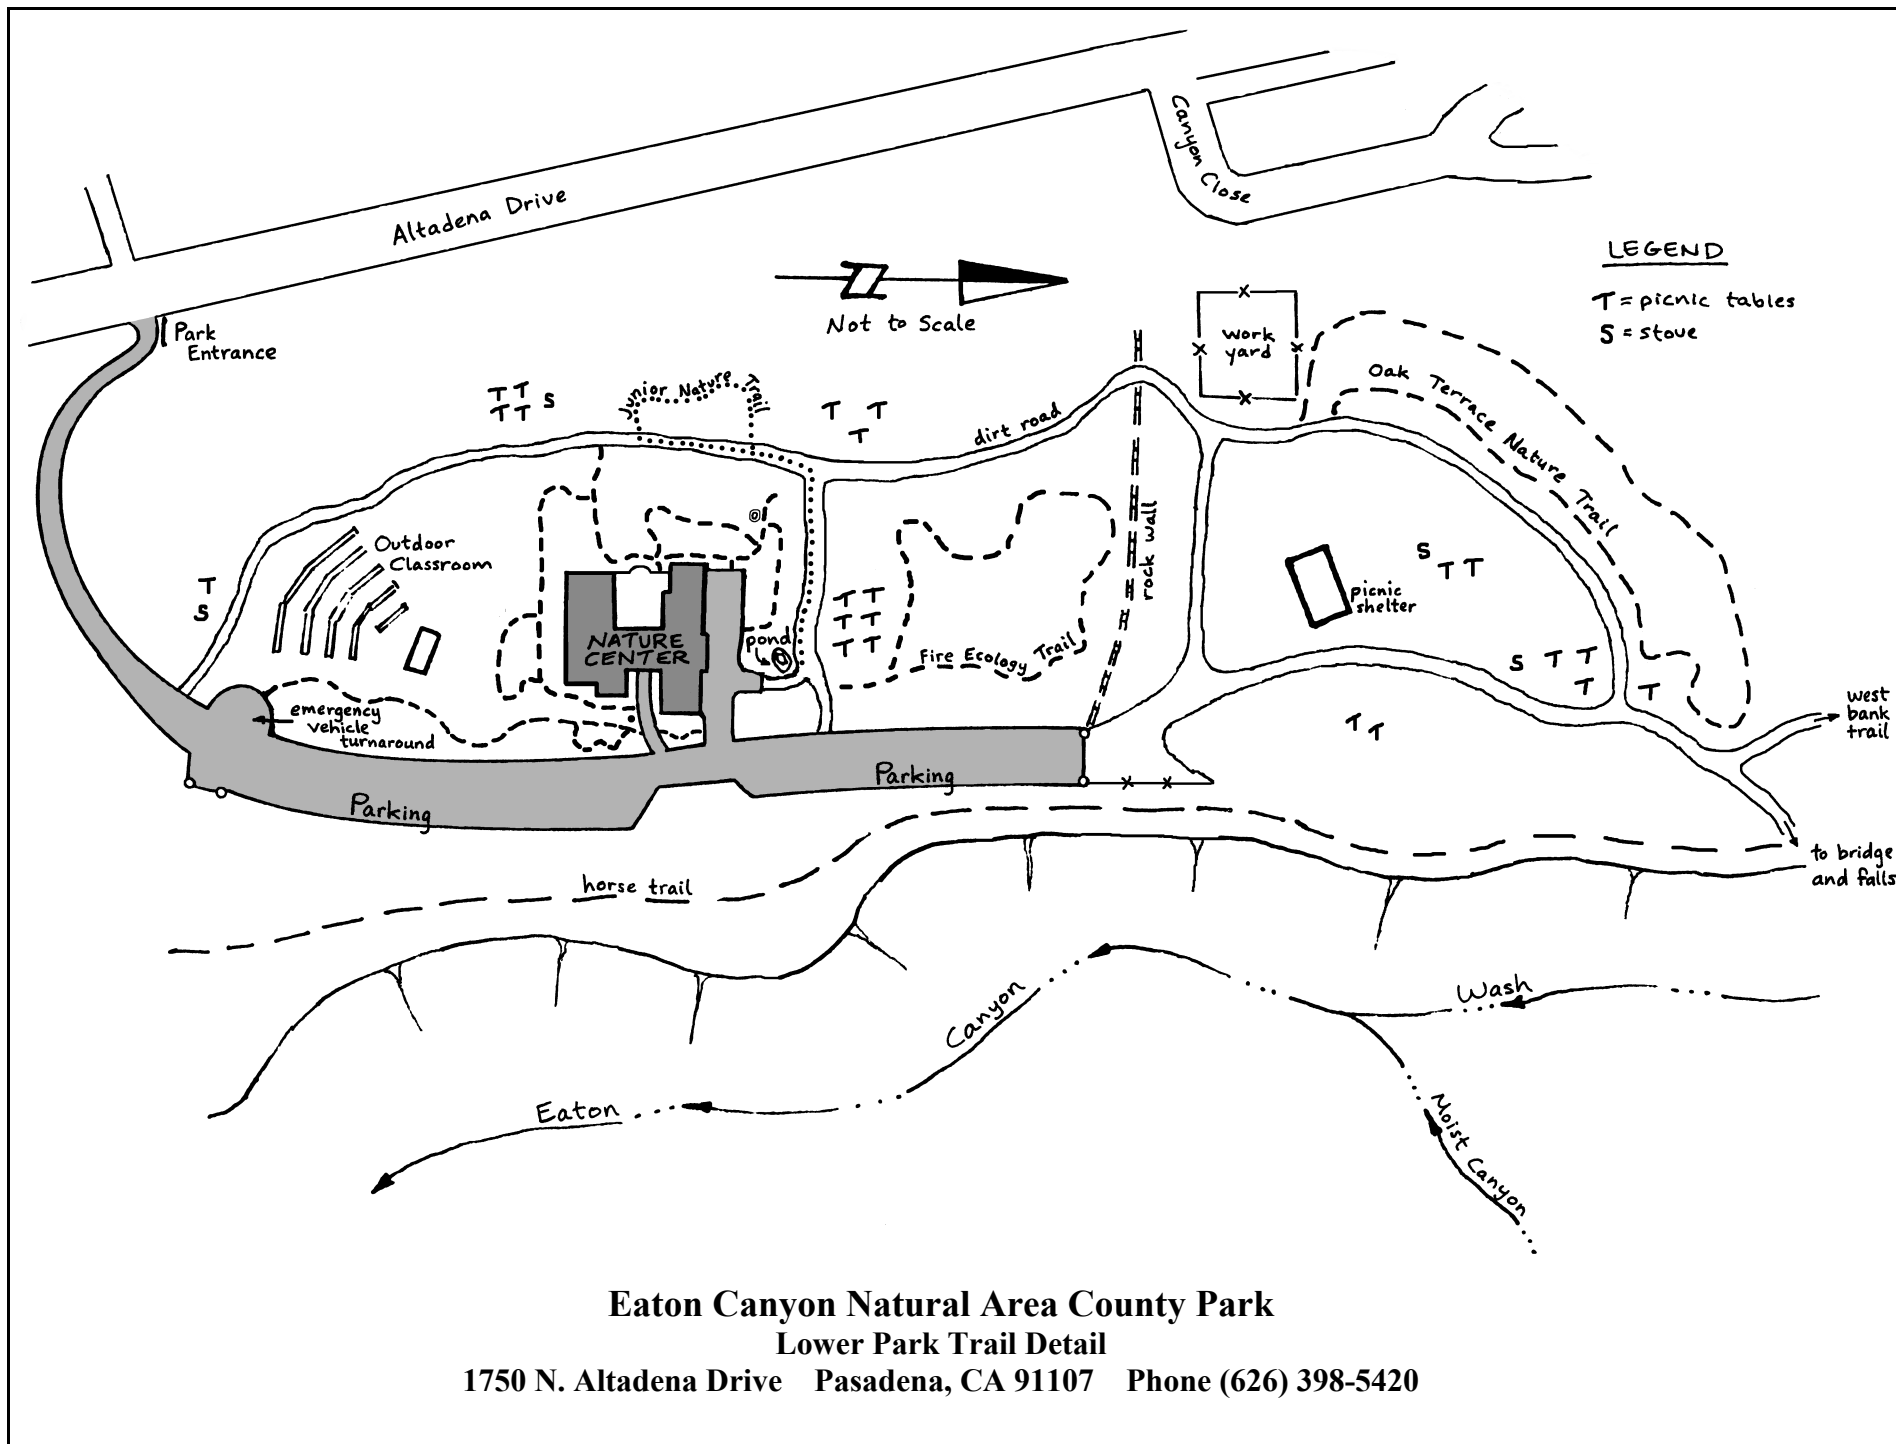 Canyon Close
Altadena Drive
LEGEND
T = picnic tables
S = stove
Not to Scale
Park
Entrance
work
yard
Oak Terrace Nature Trail
Junior Nature Trail
T T
T T S
T T
T
dirt road
Outdoor
Classroom
rock wall
T
S
S
T T
picnic
shelter
T T
T T
T T
NATURE
CENTER
pond
Fire Ecology Trail
S T T
T
T
T T
west
bank
trail
emergency
vehicle
turnaround
Parking
Parking
to bridge
and falls
horse trail
Eaton Canyon Wash
Moist Canyon
Eaton Canyon Natural Area County Park
Lower Park Trail Detail
1750 N. Altadena Drive Pasadena, CA 91107 Phone (626) 398-5420